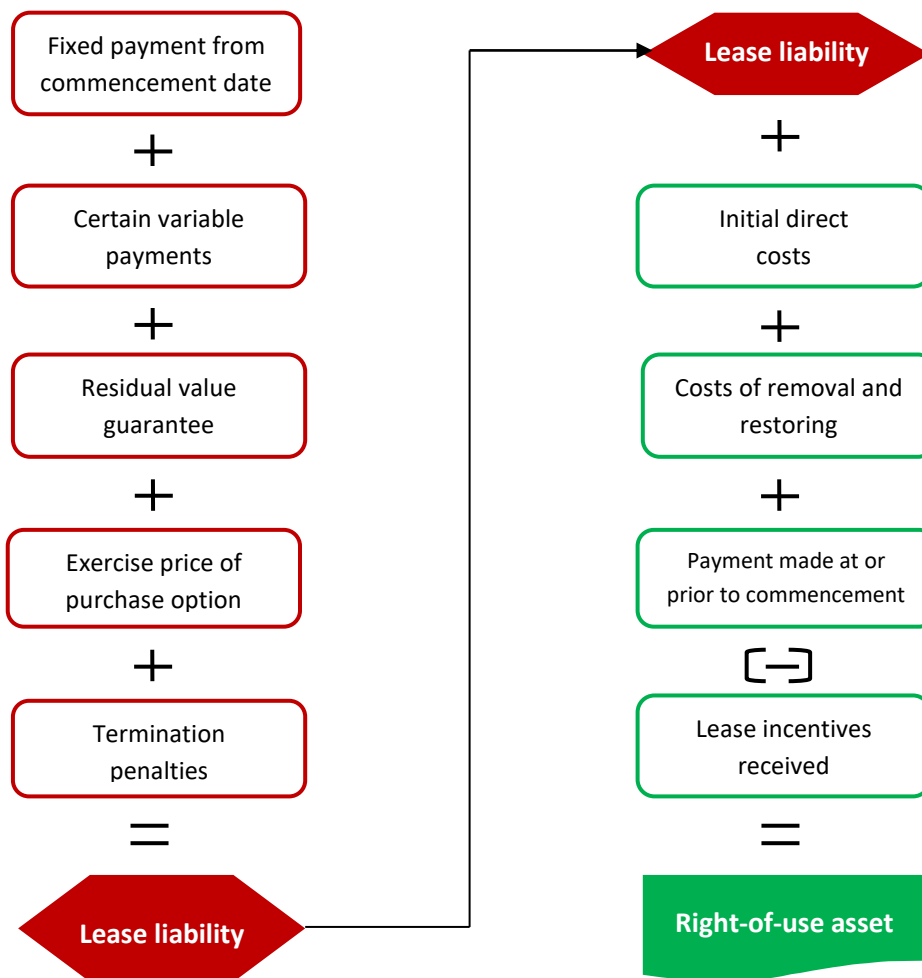 Fixed payment from
commencement date
+
Certain variable
payments
+
Residual value
guarantee
+
Exercise price of
purchase option
+
Termination
penalties
=
Lease liability
Lease liability
+
Initial direct
costs
+
Costs of removal and
restoring
+
Payment made at or
prior to commencement
(-)
Lease incentives
received
=
Right-of-use asset